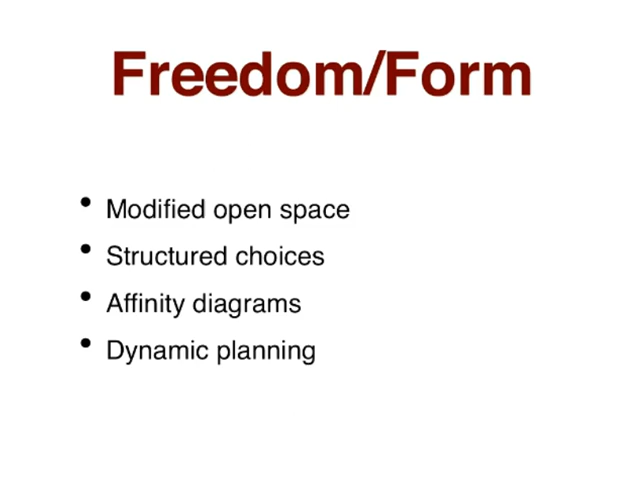 Freedom/Form
• Modified open space
• Structured choices
• Affinity diagrams
• Dynamic planning